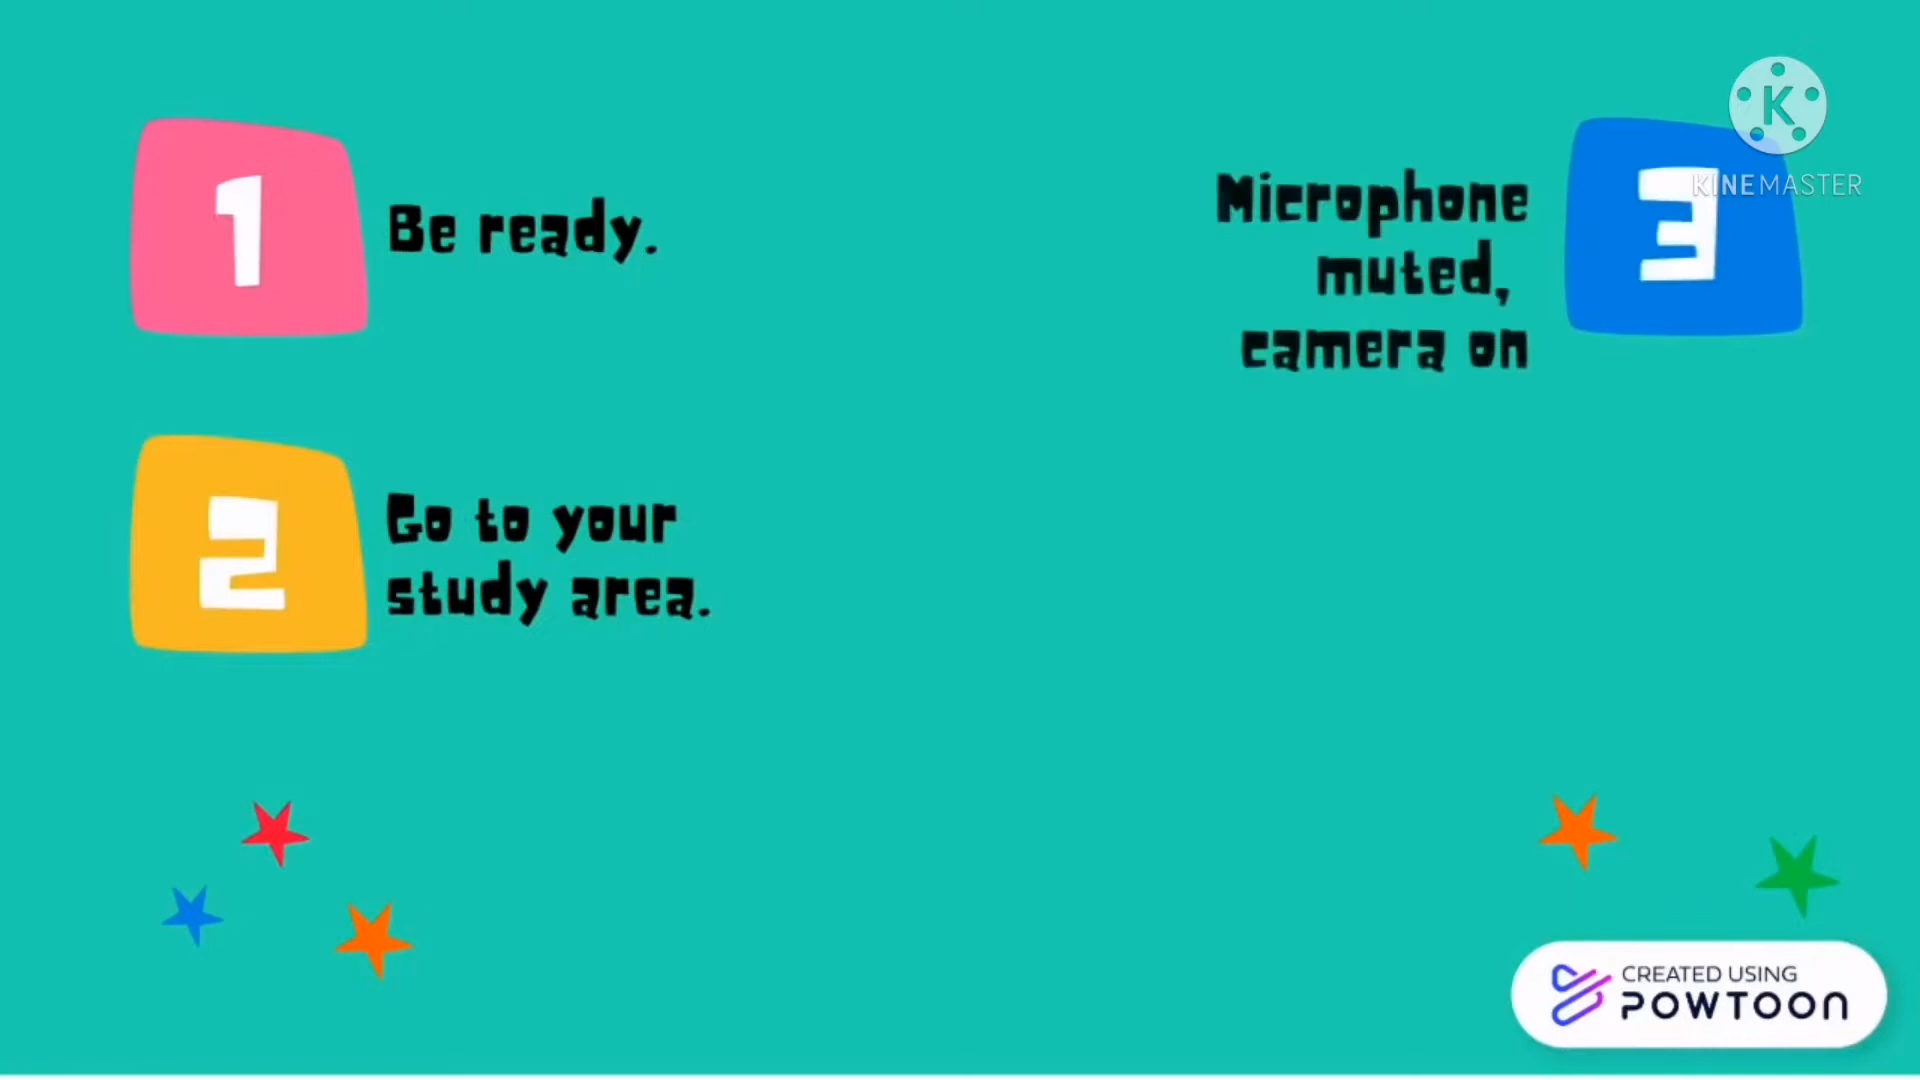 1
Be ready.
2
Go to your
study area.
3
Microphone
muted,
camera on
K
KINEMASTER
CREATED USING
POWTOON